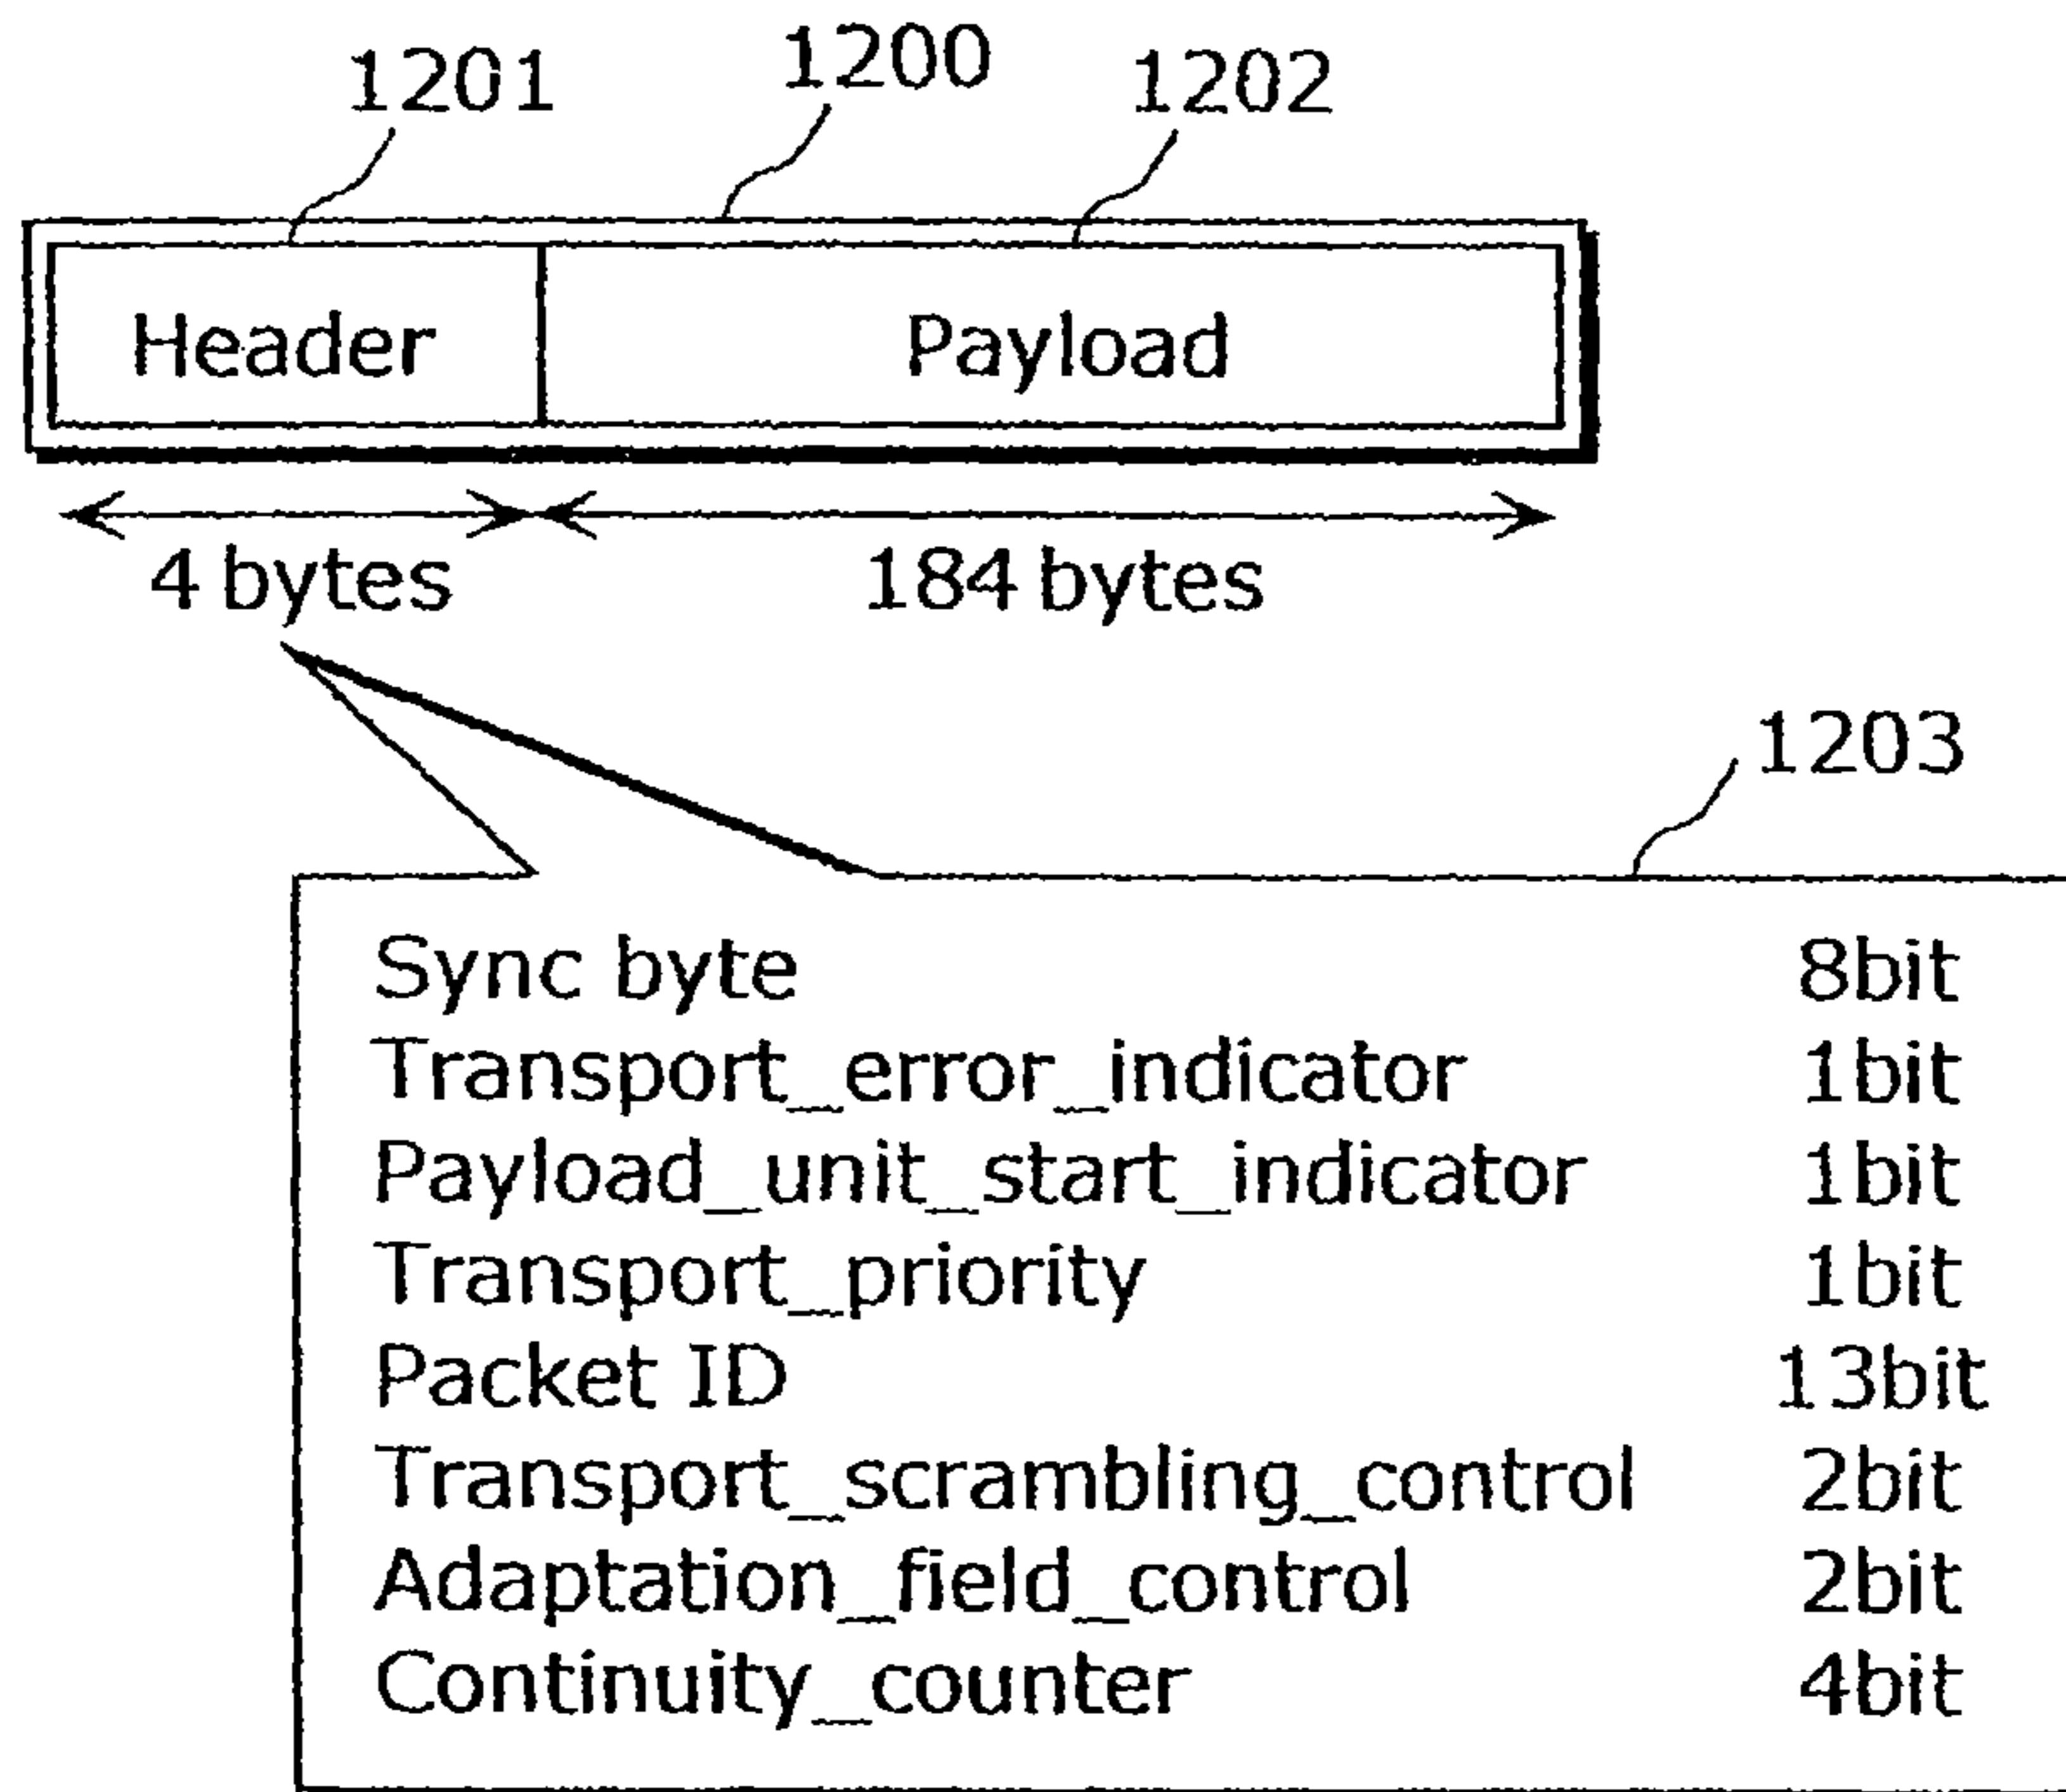 1201 1200 1202
Header Payload
4 bytes 184 bytes
1203
Sync byte 8bit
Transport_error_indicator 1bit
Payload_unit_start_indicator 1bit
Transport_priority 1bit
Packet ID 13bit
Transport_scrambling_control 2bit
Adaptation_field_control 2bit
Continuity_counter 4bit